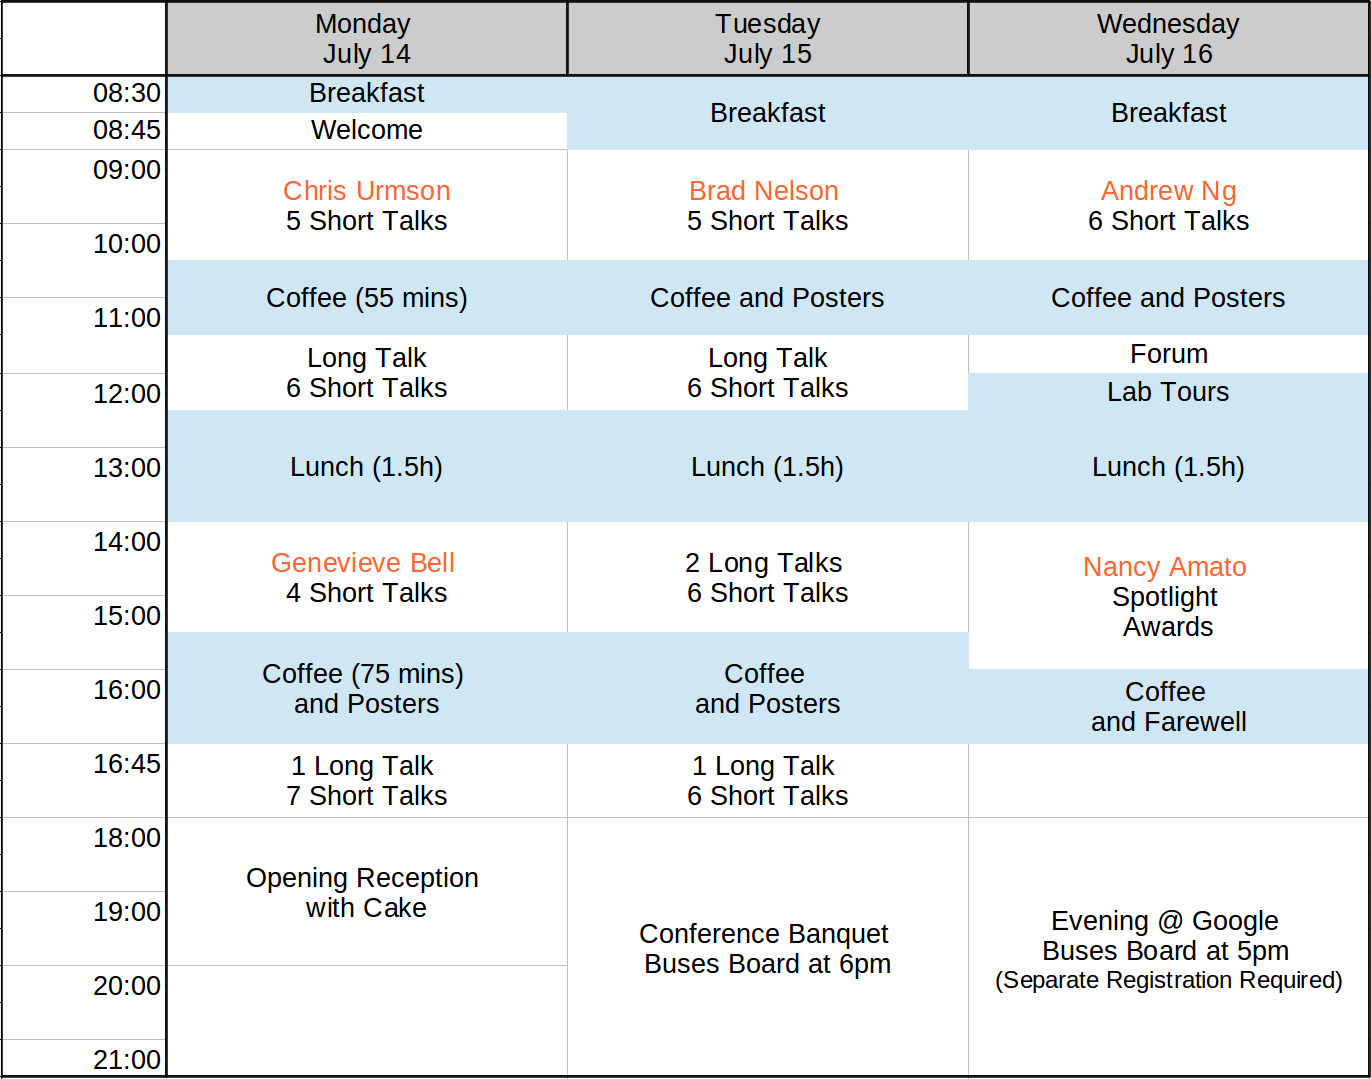 Monday
July 14
Tuesday
July 15
Wednesday
July 16
08:30
Breakfast
Breakfast
Breakfast
08:45
Welcome
09:00
Chris Urmson
5 Short Talks
Brad Nelson
5 Short Talks
Andrew Ng
6 Short Talks
10:00
Coffee (55 mins)
Coffee and Posters
Coffee and Posters
11:00
Long Talk
6 Short Talks
Long Talk
6 Short Talks
Forum
12:00
Lab Tours
13:00
Lunch (1.5h)
Lunch (1.5h)
Lunch (1.5h)
14:00
Genevieve Bell
4 Short Talks
2 Long Talks
6 Short Talks
Nancy Amato
Spotlight
Awards
15:00
Coffee (75 mins)
and Posters
Coffee
and Posters
16:00
Coffee
and Farewell
16:45
1 Long Talk
7 Short Talks
1 Long Talk
6 Short Talks
18:00
Opening Reception
with Cake
19:00
Conference Banquet
Buses Board at 6pm
Evening @ Google
Buses Board at 5pm
(Separate Registration Required)
20:00
21:00